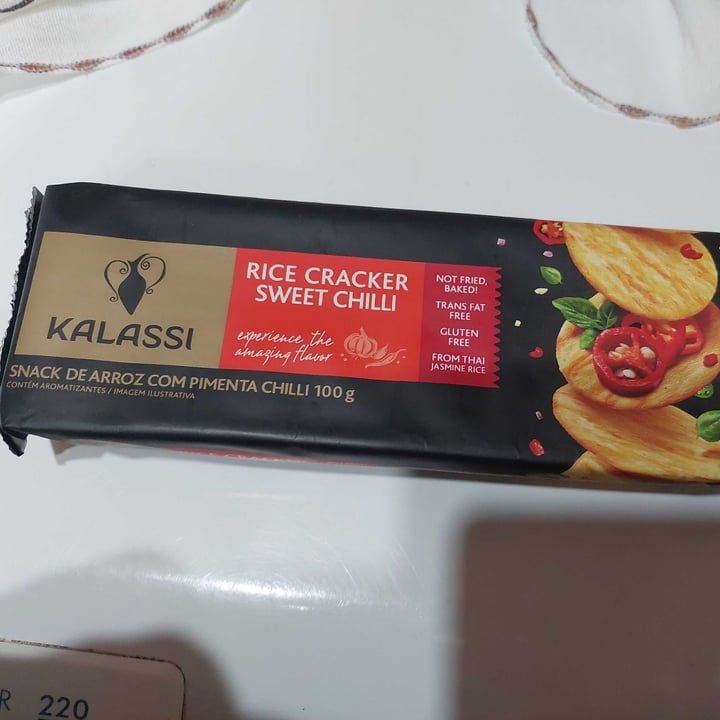 KALASSI
RICE CRACKER
SWEET CHILLI
experience the
amazing flavor
NOT FRIED,
BAKED!
TRANS FAT
FREE
GLUTEN
FREE
FROM THAI
JASMINE RICE
SNACK DE ARROZ COM PIMENTA CHILLI 100 g
CONTÉM AROMATIZANTES / IMAGEM ILUSTRATIVA
R 220